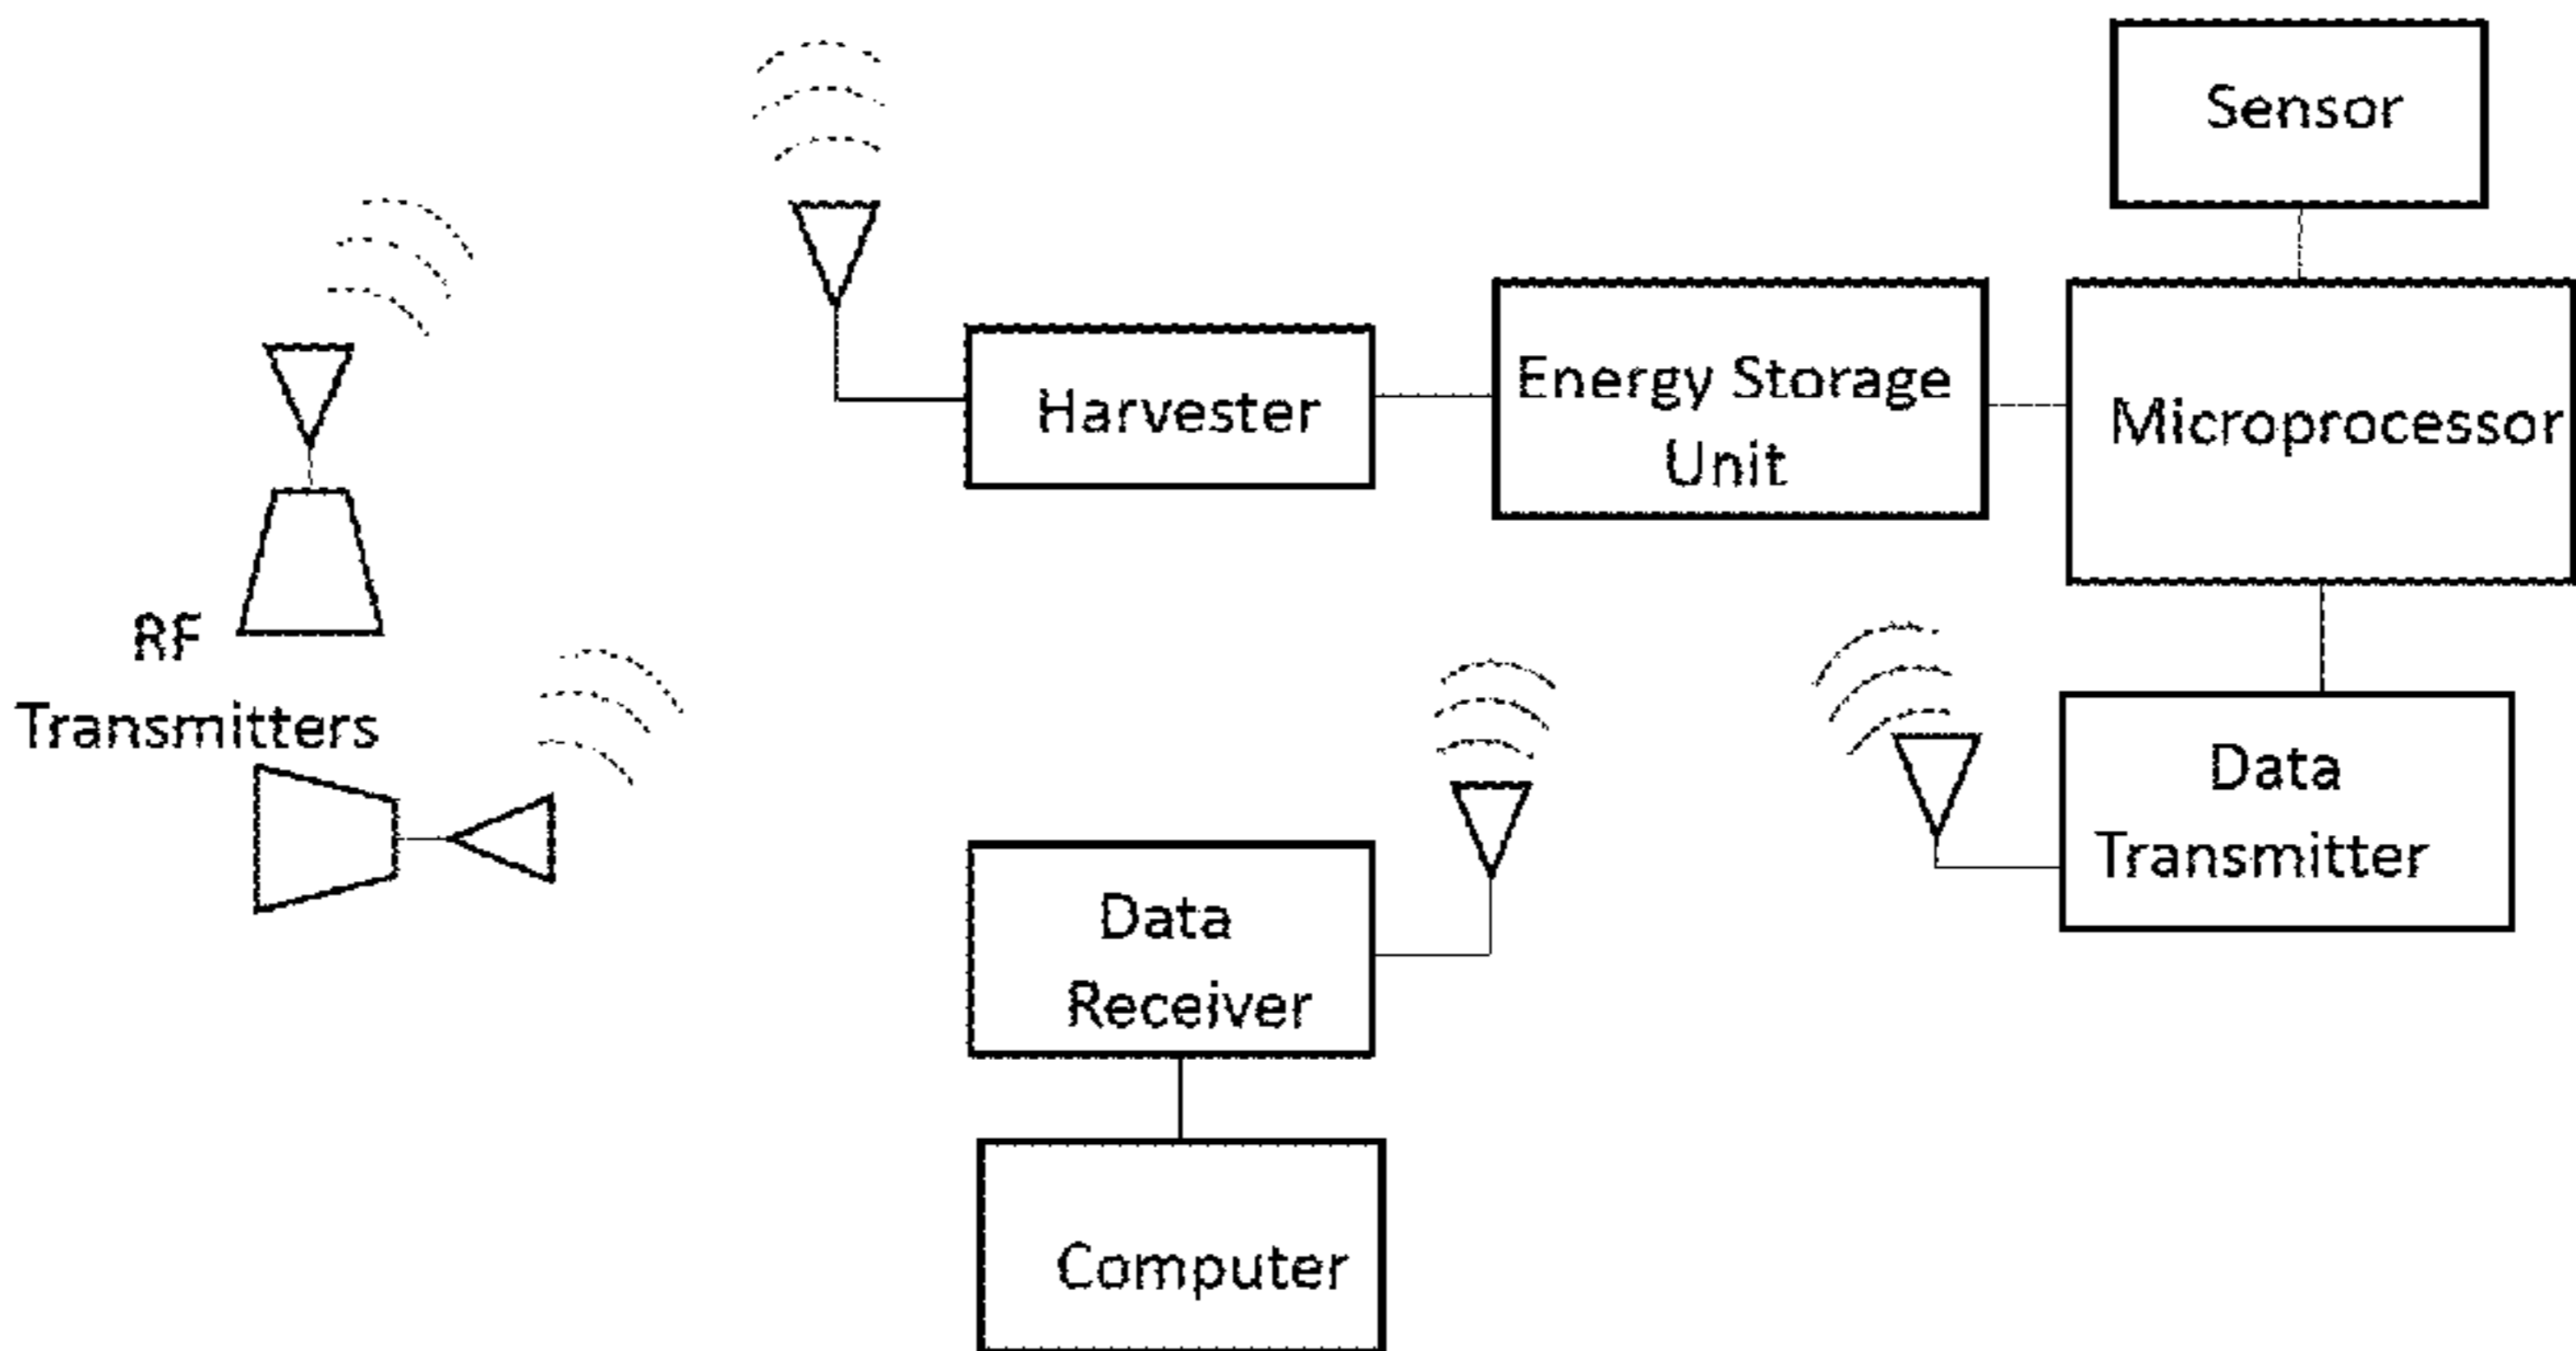 Sensor
Harvester
Energy Storage
Unit
Microprocessor
RF
Transmitters
Data
Transmitter
Data
Receiver
Computer